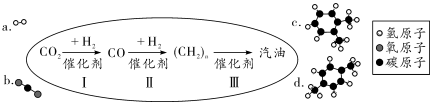 a.
b.
CO₂ +H₂ 催化剂 Ⅰ CO +H₂ 催化剂 Ⅱ (CH₂)ₙ 催化剂 Ⅲ 汽油
c.
d.
氢原子
氧原子
碳原子